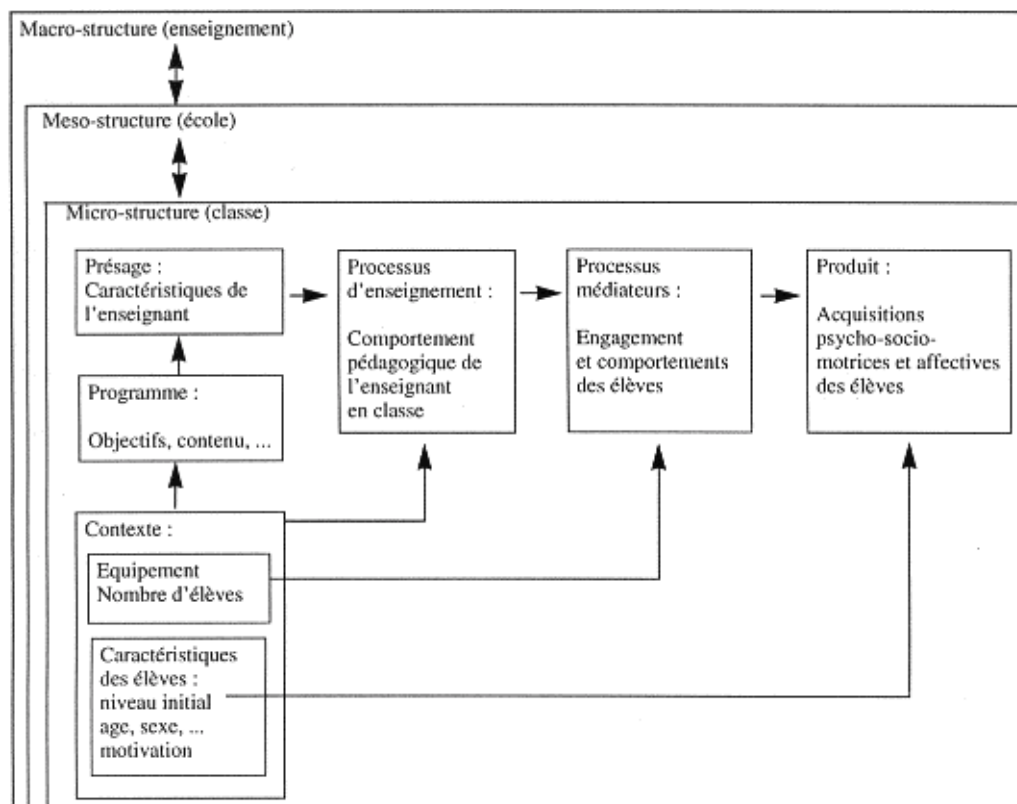 Macro-structure (enseignement)
Meso-structure (école)
Micro-structure (classe)
Présage :
Caractéristiques de
l'enseignant
Processus
d'enseignement :
Comportement
pédagogique de
l'enseignant
en classe
Processus
médiateurs :
Engagement
et comportements
des élèves
Produit :
Acquisitions
psycho-socio-
motrices et affectives
des élèves
Programme :
Objectifs, contenu, ...
Contexte :
Equipement
Nombre d'élèves
Caractéristiques
des élèves :
niveau initial
age, sexe, ...
motivation